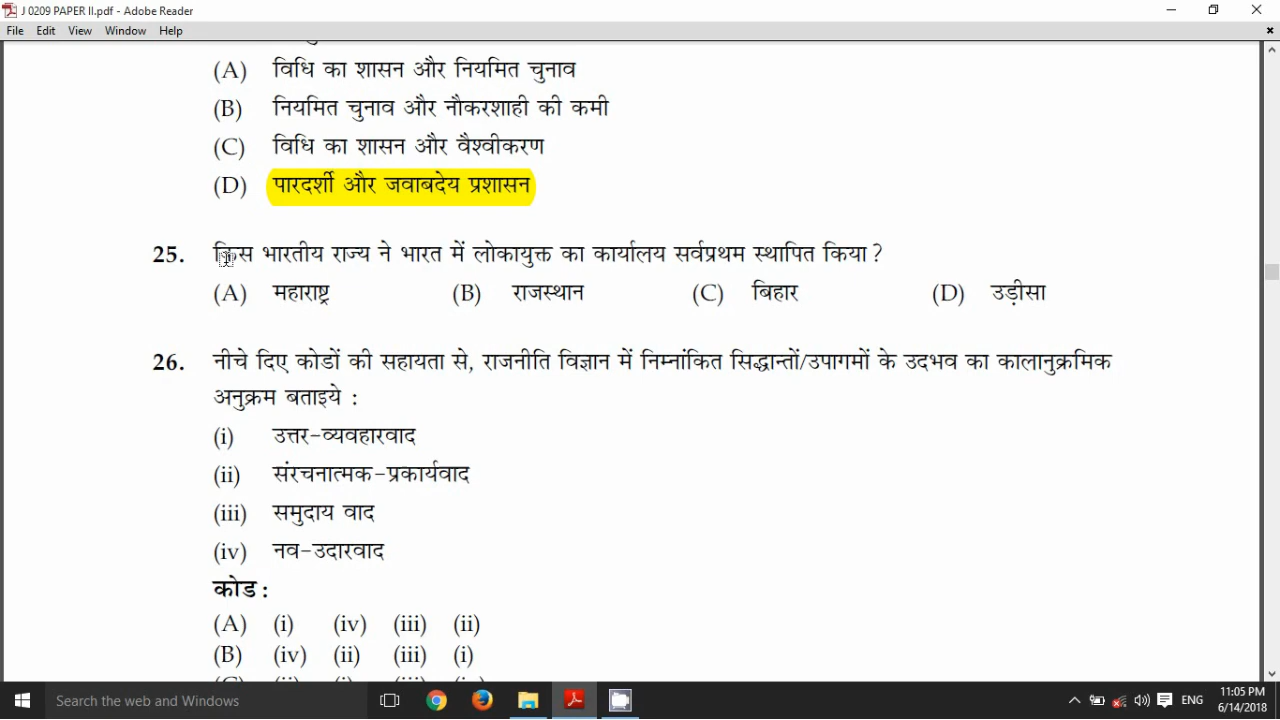 J 0209 PAPER II.pdf - Adobe Reader
File Edit View Window Help
(A) विधि का शासन और नियमित चुनाव
(B) नियमित चुनाव और नौकरशाही की कमी
(C) विधि का शासन और वैश्वीकरण
(D) पारदर्शी और जवाबदेय प्रशासन
25. किस भारतीय राज्य ने भारत में लोकायुक्त का कार्यालय सर्वप्रथम स्थापित किया ?
(A) महाराष्ट्र (B) राजस्थान (C) बिहार (D) उड़ीसा
26. नीचे दिए कोडों की सहायता से, राजनीति विज्ञान में निम्नांकित सिद्धान्तों/उपागमों के उदभव का कालानुक्रमिक
अनुक्रम बताइये :
(i) उत्तर-व्यवहारवाद
(ii) संरचनात्मक-प्रकार्यवाद
(iii) समुदाय वाद
(iv) नव-उदारवाद
कोड :
(A) (i) (iv) (iii) (ii)
(B) (iv) (ii) (iii) (i)
Search the web and Windows
ENG
11:05 PM
6/14/2018